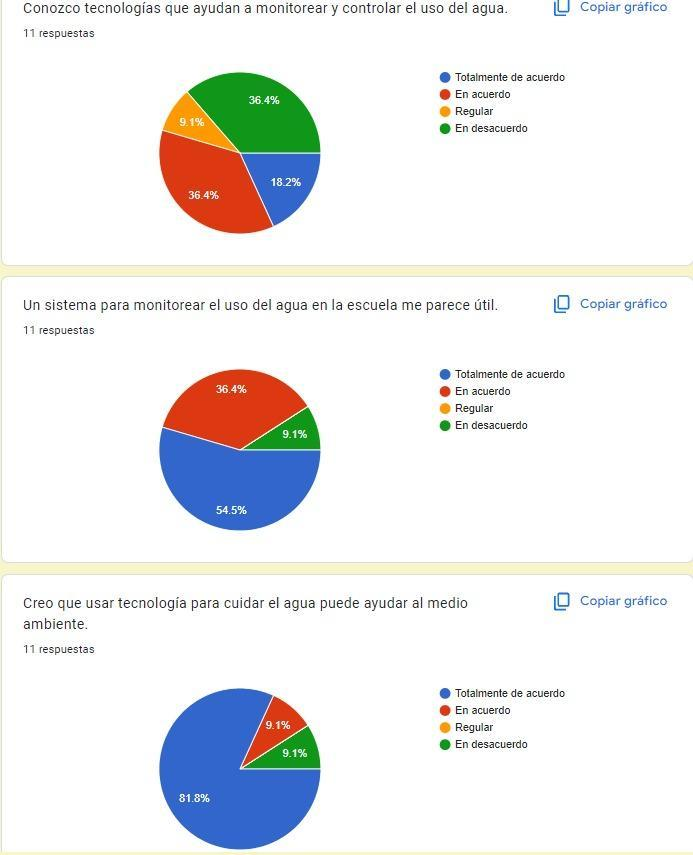 Conozco tecnologías que ayudan a monitorear y controlar el uso del agua.
Copiar gráfico
11 respuestas
36.4%
9.1%
36.4%
18.2%
Totalmente de acuerdo
En acuerdo
Regular
En desacuerdo
Un sistema para monitorear el uso del agua en la escuela me parece útil.
Copiar gráfico
11 respuestas
36.4%
9.1%
54.5%
Totalmente de acuerdo
En acuerdo
Regular
En desacuerdo
Creo que usar tecnología para cuidar el agua puede ayudar al medio
ambiente.
Copiar gráfico
11 respuestas
9.1%
9.1%
81.8%
Totalmente de acuerdo
En acuerdo
Regular
En desacuerdo